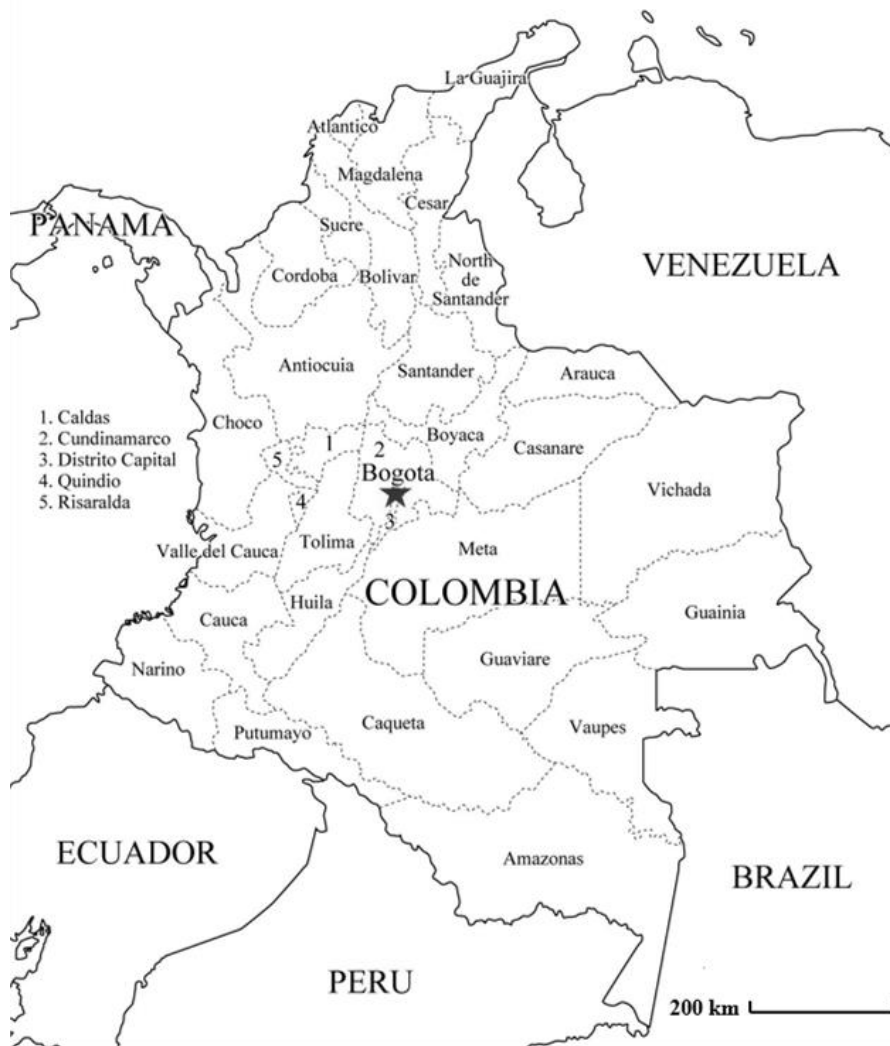 La Guajira
Atlantico
Magdalena
Cesar
PANAMA
Sucre
VENEZUELA
Cordoba
Bolivar
North
de
Santander
Antiocuia
Santander
Arauca
1. Caldas
2. Cundinamarco
3. Distrito Capital
4. Quindio
5. Risaralda
Choco
1
2
Boyaca
Casanare
5
Bogota
Vichada
4
3
Valle del Cauca
Tolima
Meta
COLOMBIA
Huila
Cauca
Guainia
Narino
Guaviare
Putumayo
Caqueta
Vaupes
ECUADOR
Amazonas
BRAZIL
PERU
200 km